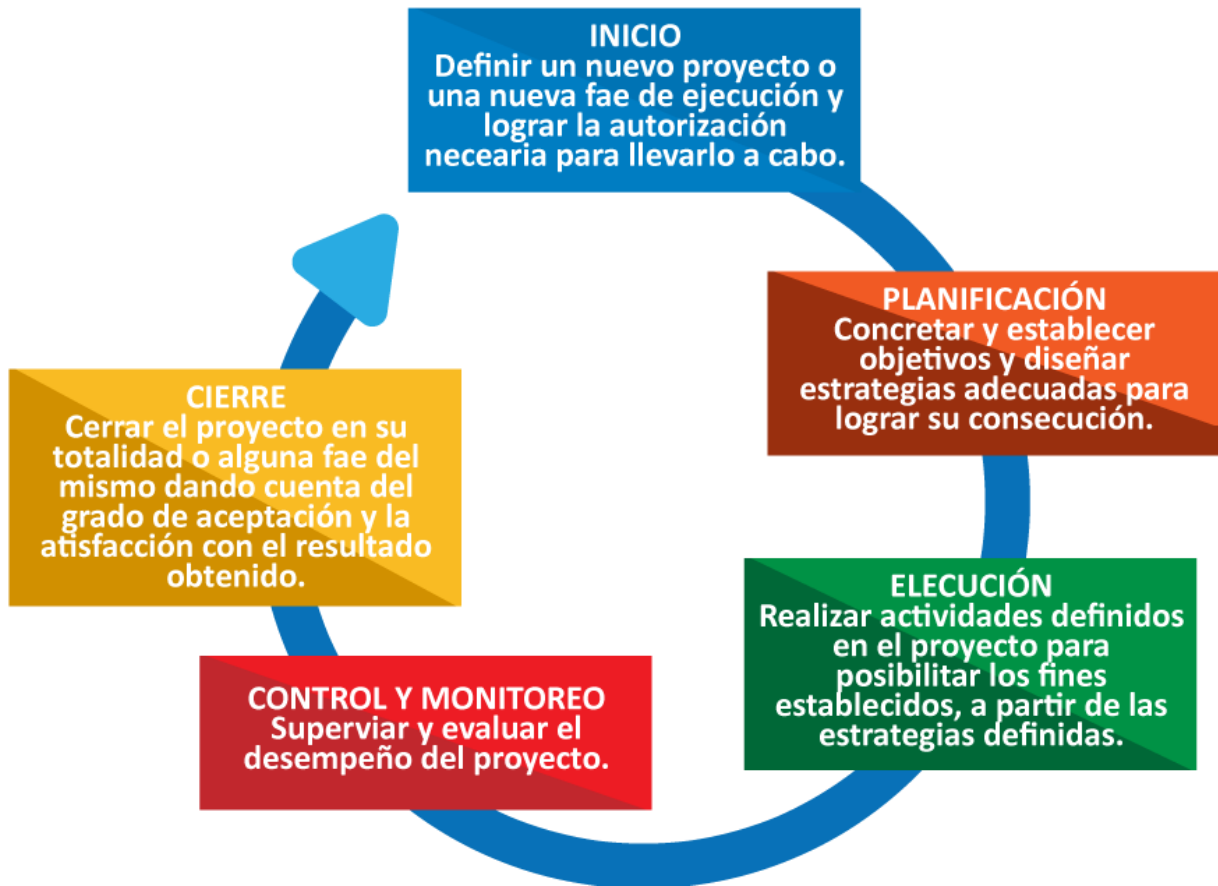 INICIO
Definir un nuevo proyecto o
una nueva fae de ejecución y
lograr la autorización
necearia para llevarlo a cabo.
PLANIFICACIÓN
Concretar y establecer
objetivos y diseñar
estrategias adecuadas para
lograr su consecución.
ELECUCIÓN
Realizar actividades definidos
en el proyecto para
posibilitar los fines
establecidos, a partir de las
estrategias definidas.
CONTROL Y MONITOREO
Superviar y evaluar el
desempeño del proyecto.
CIERRE
Cerrar el proyecto en su
totalidad o alguna fae del
mismo dando cuenta del
grado de aceptación y la
atisfacción con el resultado
obtenido.